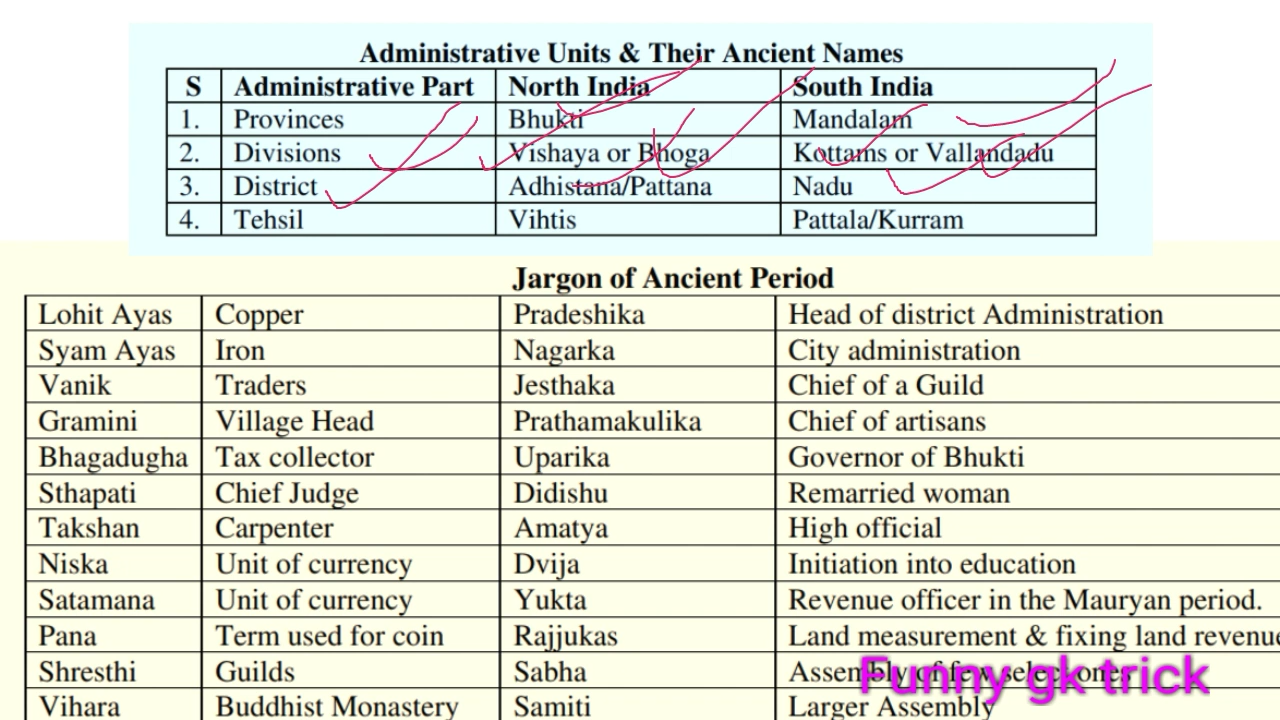 Administrative Units & Their Ancient Names
S Administrative Part North India South India
1. Provinces Bhukti Mandalam
2. Divisions Vishaya or Bhoga Kottams or Vallandadu
3. District Adhistana/Pattana Nadu
4. Tehsil Vihtis Pattala/Kurram
Jargon of Ancient Period
Lohit Ayas Copper Pradeshika Head of district Administration
Syam Ayas Iron Nagarka City administration
Vanik Traders Jesthaka Chief of a Guild
Gramini Village Head Prathamakulika Chief of artisans
Bhagadugha Tax collector Uparika Governor of Bhukti
Sthapati Chief Judge Didishu Remarried woman
Takshan Carpenter Amatya High official
Niska Unit of currency Dvija Initiation into education
Satamana Unit of currency Yukta Revenue officer in the Mauryan period.
Pana Term used for coin Rajjukas Land measurement & fixing land revenue
Shresthi Guilds Sabha Assembly of few select ones
Vihara Buddhist Monastery Samiti Larger Assembly
Funny gk trick